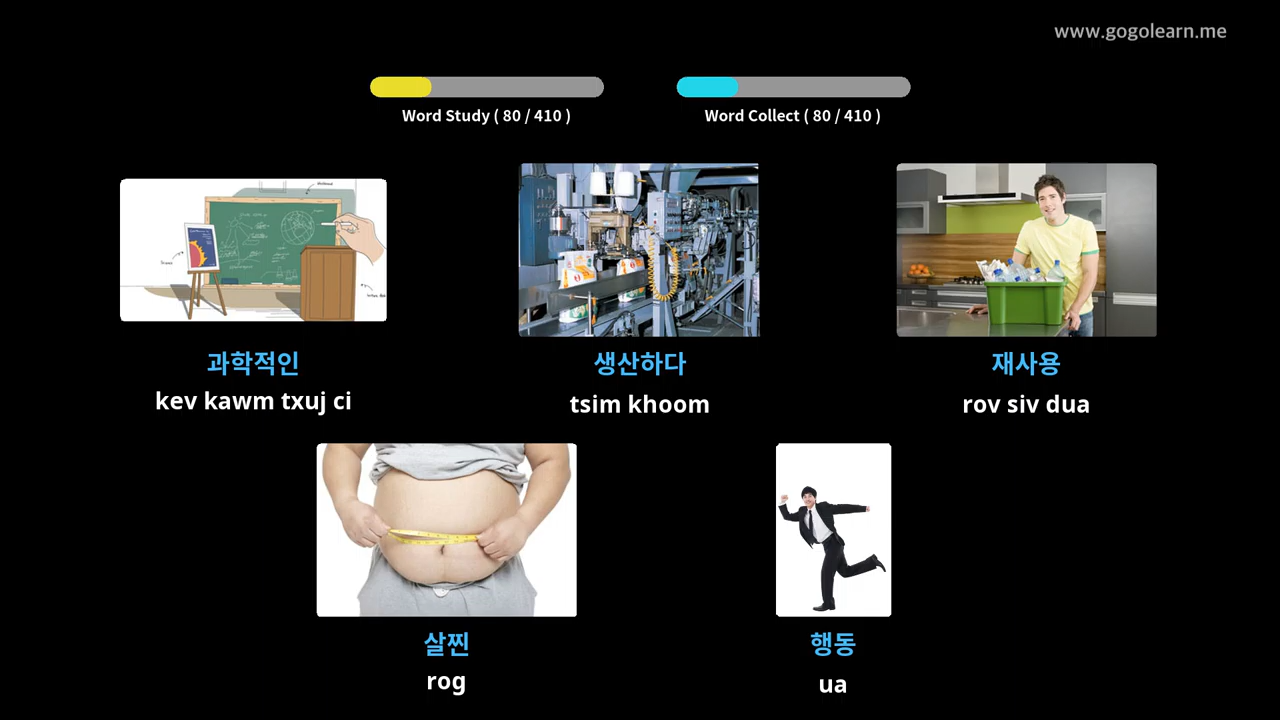 www.gogolearn.me
Word Study ( 80 / 410 )
Word Collect ( 80 / 410 )
과학적인
kev kawm txuj ci
생산하다
tsim khoom
재사용
rov siv dua
살찐
rog
행동
ua